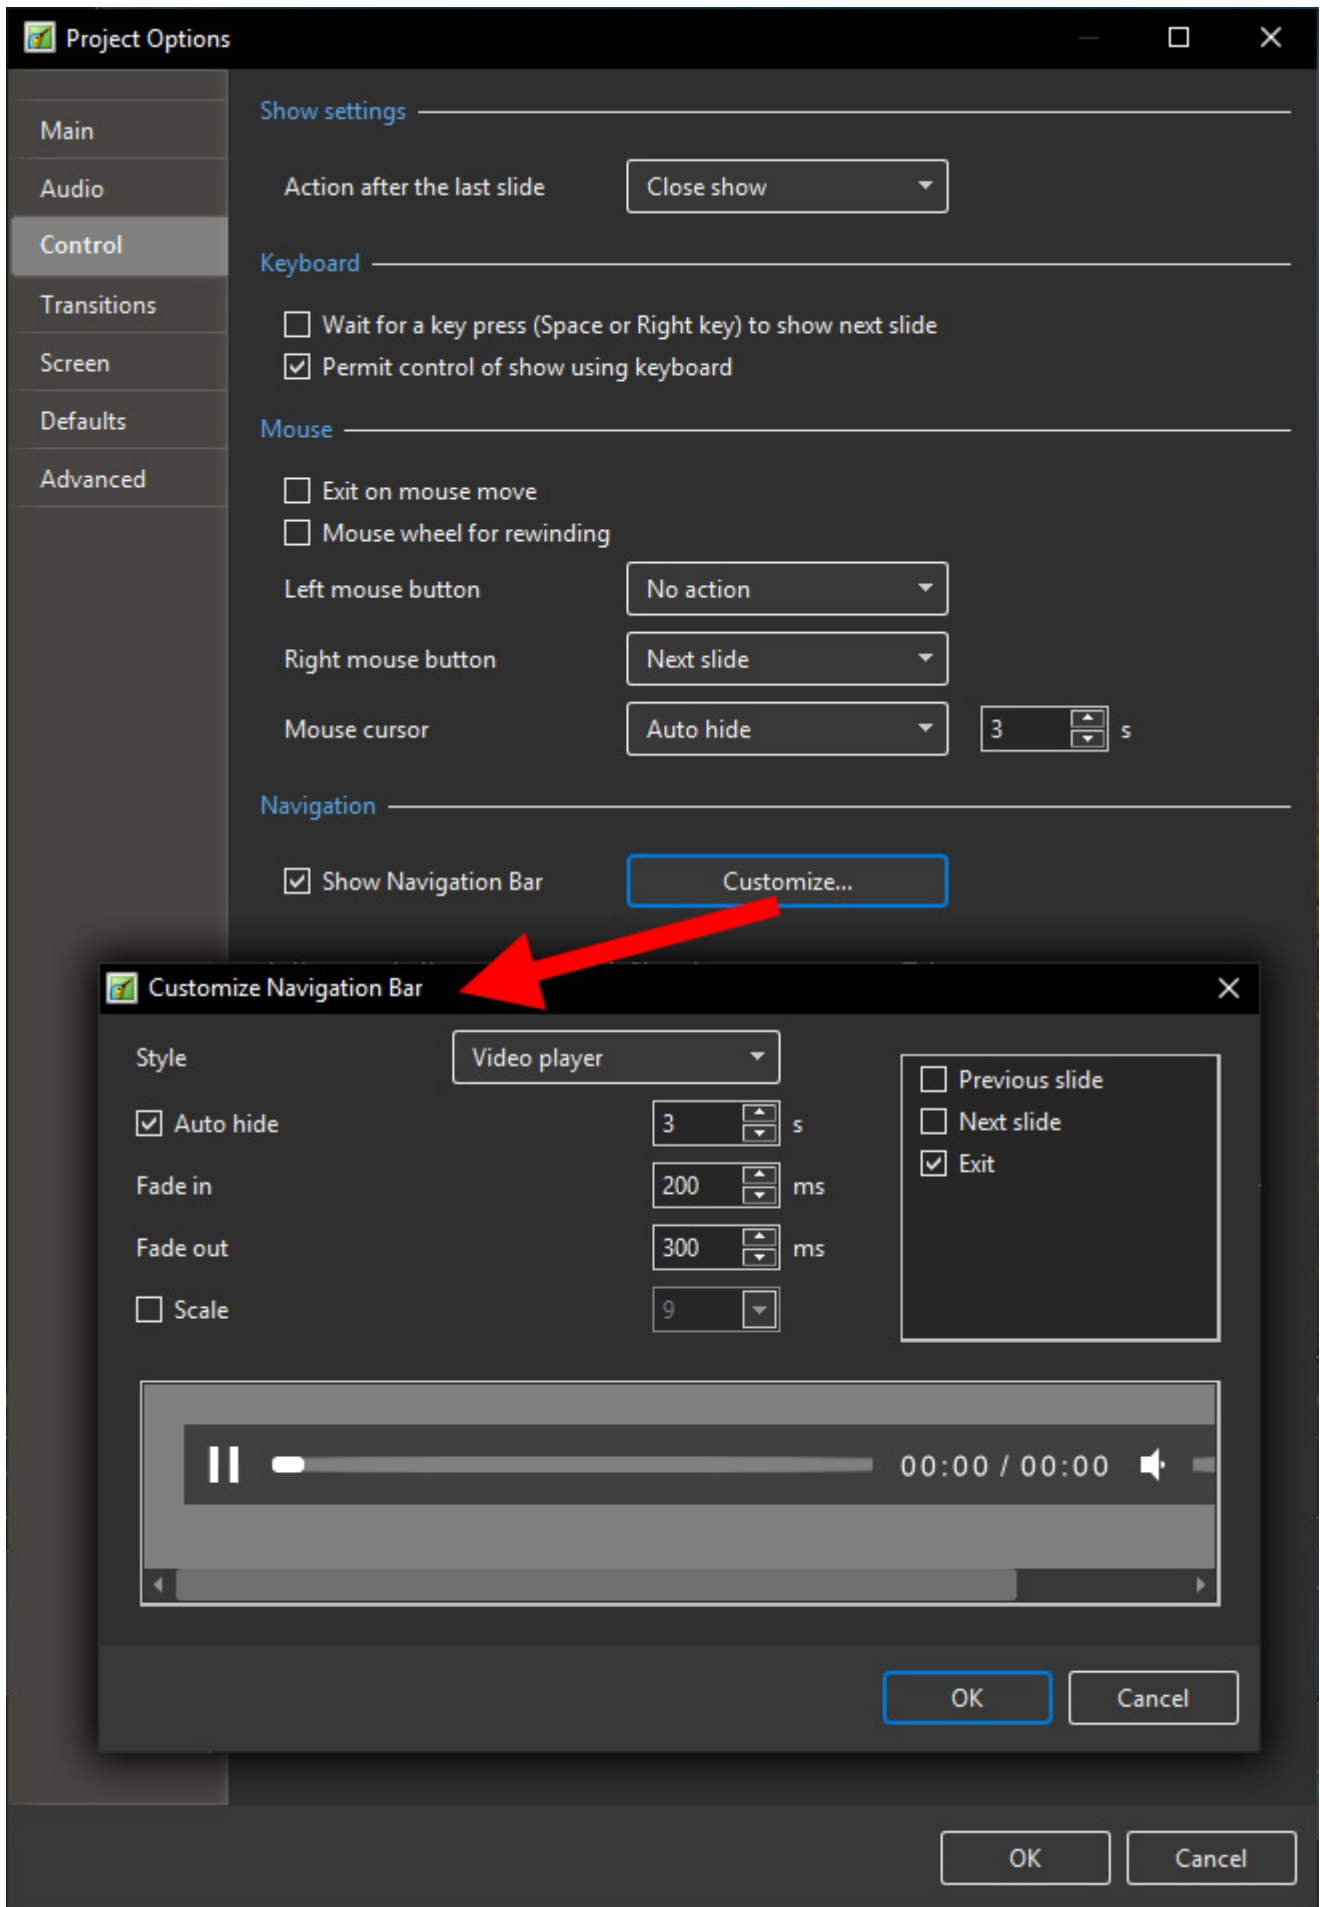 Project Options
Main
Audio
Control
Transitions
Screen
Defaults
Advanced
Show settings
Action after the last slide Close show
Keyboard
Wait for a key press (Space or Right key) to show next slide
Permit control of show using keyboard
Mouse
Exit on mouse move
Mouse wheel for rewinding
Left mouse button No action
Right mouse button Next slide
Mouse cursor Auto hide 3 s
Navigation
Show Navigation Bar Customize...
Customize Navigation Bar
Style Video player
Auto hide 3 s
Fade in 200 ms
Fade out 300 ms
Scale 9
Previous slide
Next slide
Exit
00:00 / 00:00
OK Cancel
OK Cancel